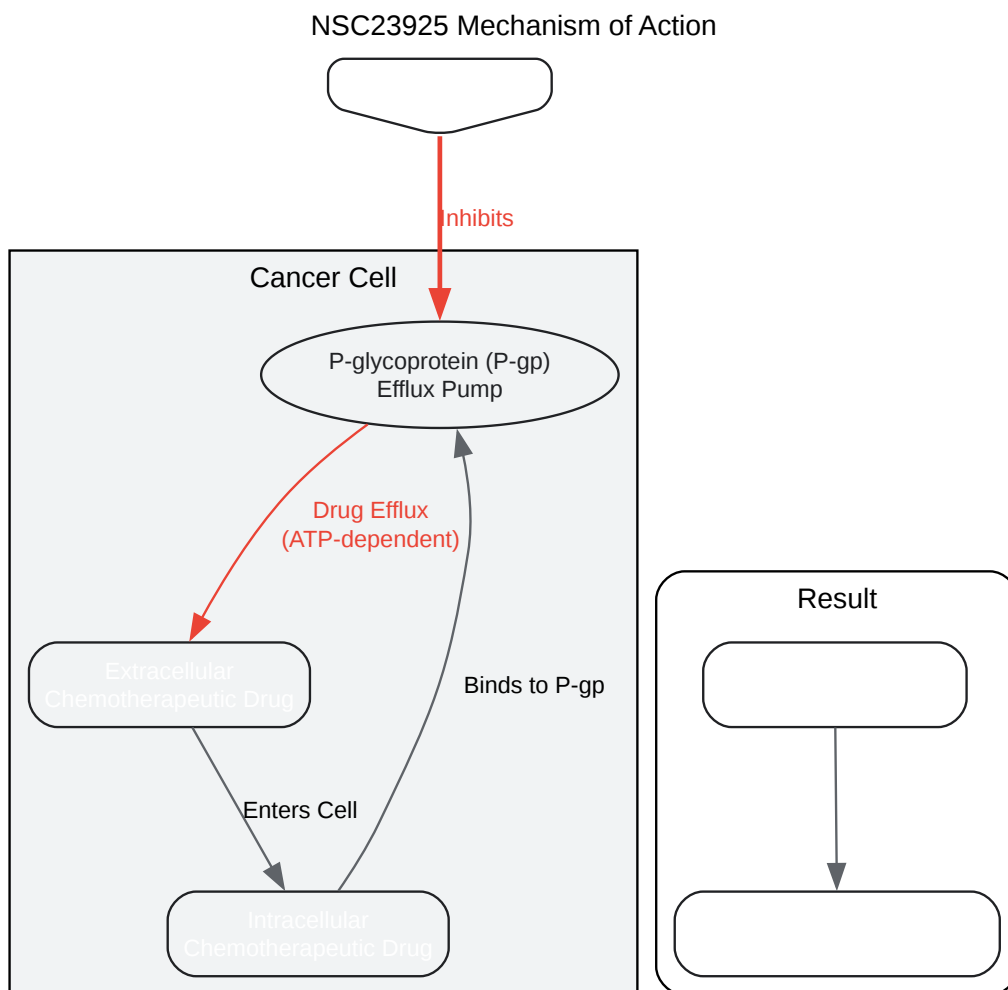 NSC23925 Mechanism of Action
Inhibits
Cancer Cell
P-glycoprotein (P-gp)
Efflux Pump
Drug Efflux
(ATP-dependent)
Result
Extracellular
Chemotherapeutic Drug
Binds to P-gp
Enters Cell
Intracellular
Chemotherapeutic Drug